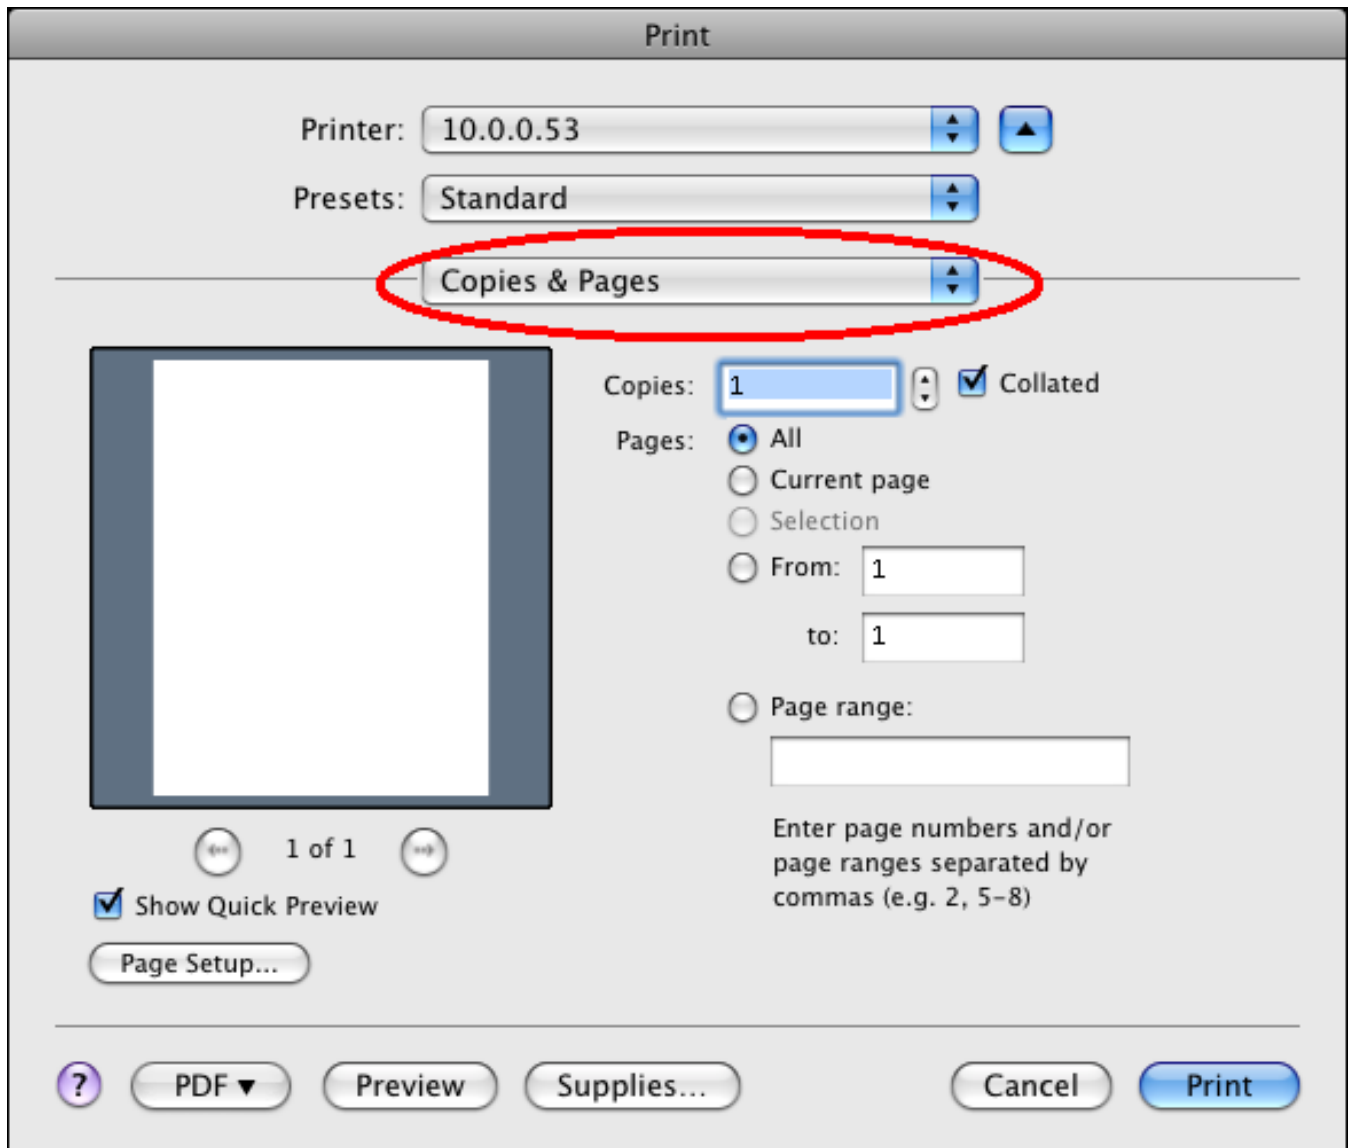 Print
Printer: 10.0.0.53
Presets: Standard
Copies & Pages
Copies: 1 Collated
Pages: All
Current page
Selection
From: 1
to: 1
Page range:
Enter page numbers and/or
page ranges separated by
commas (e.g. 2, 5-8)
1 of 1
Show Quick Preview
Page Setup...
? PDF▼ Preview Supplies... Cancel Print